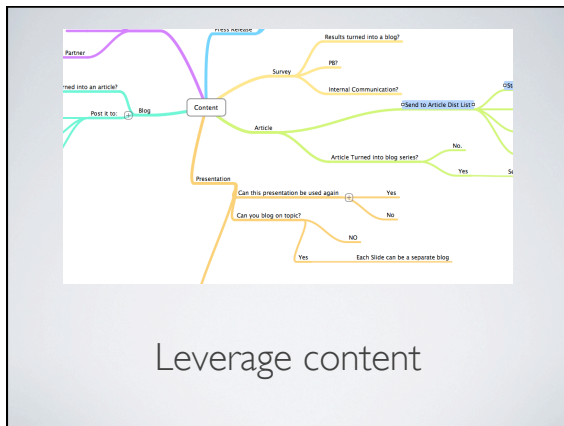 Press Release
Results turned into a blog?
Partner
PB?
Survey
Internal Communication?
rned into an article?
St
Send to Article Dist List
Content
Blog
Post it to:
Article
No.
Article Turned into blog series?
Yes
Se
Presentation
Can this presentation be used again
Yes
No
Can you blog on topic?
NO
Yes
Each Slide can be a separate blog
Leverage content